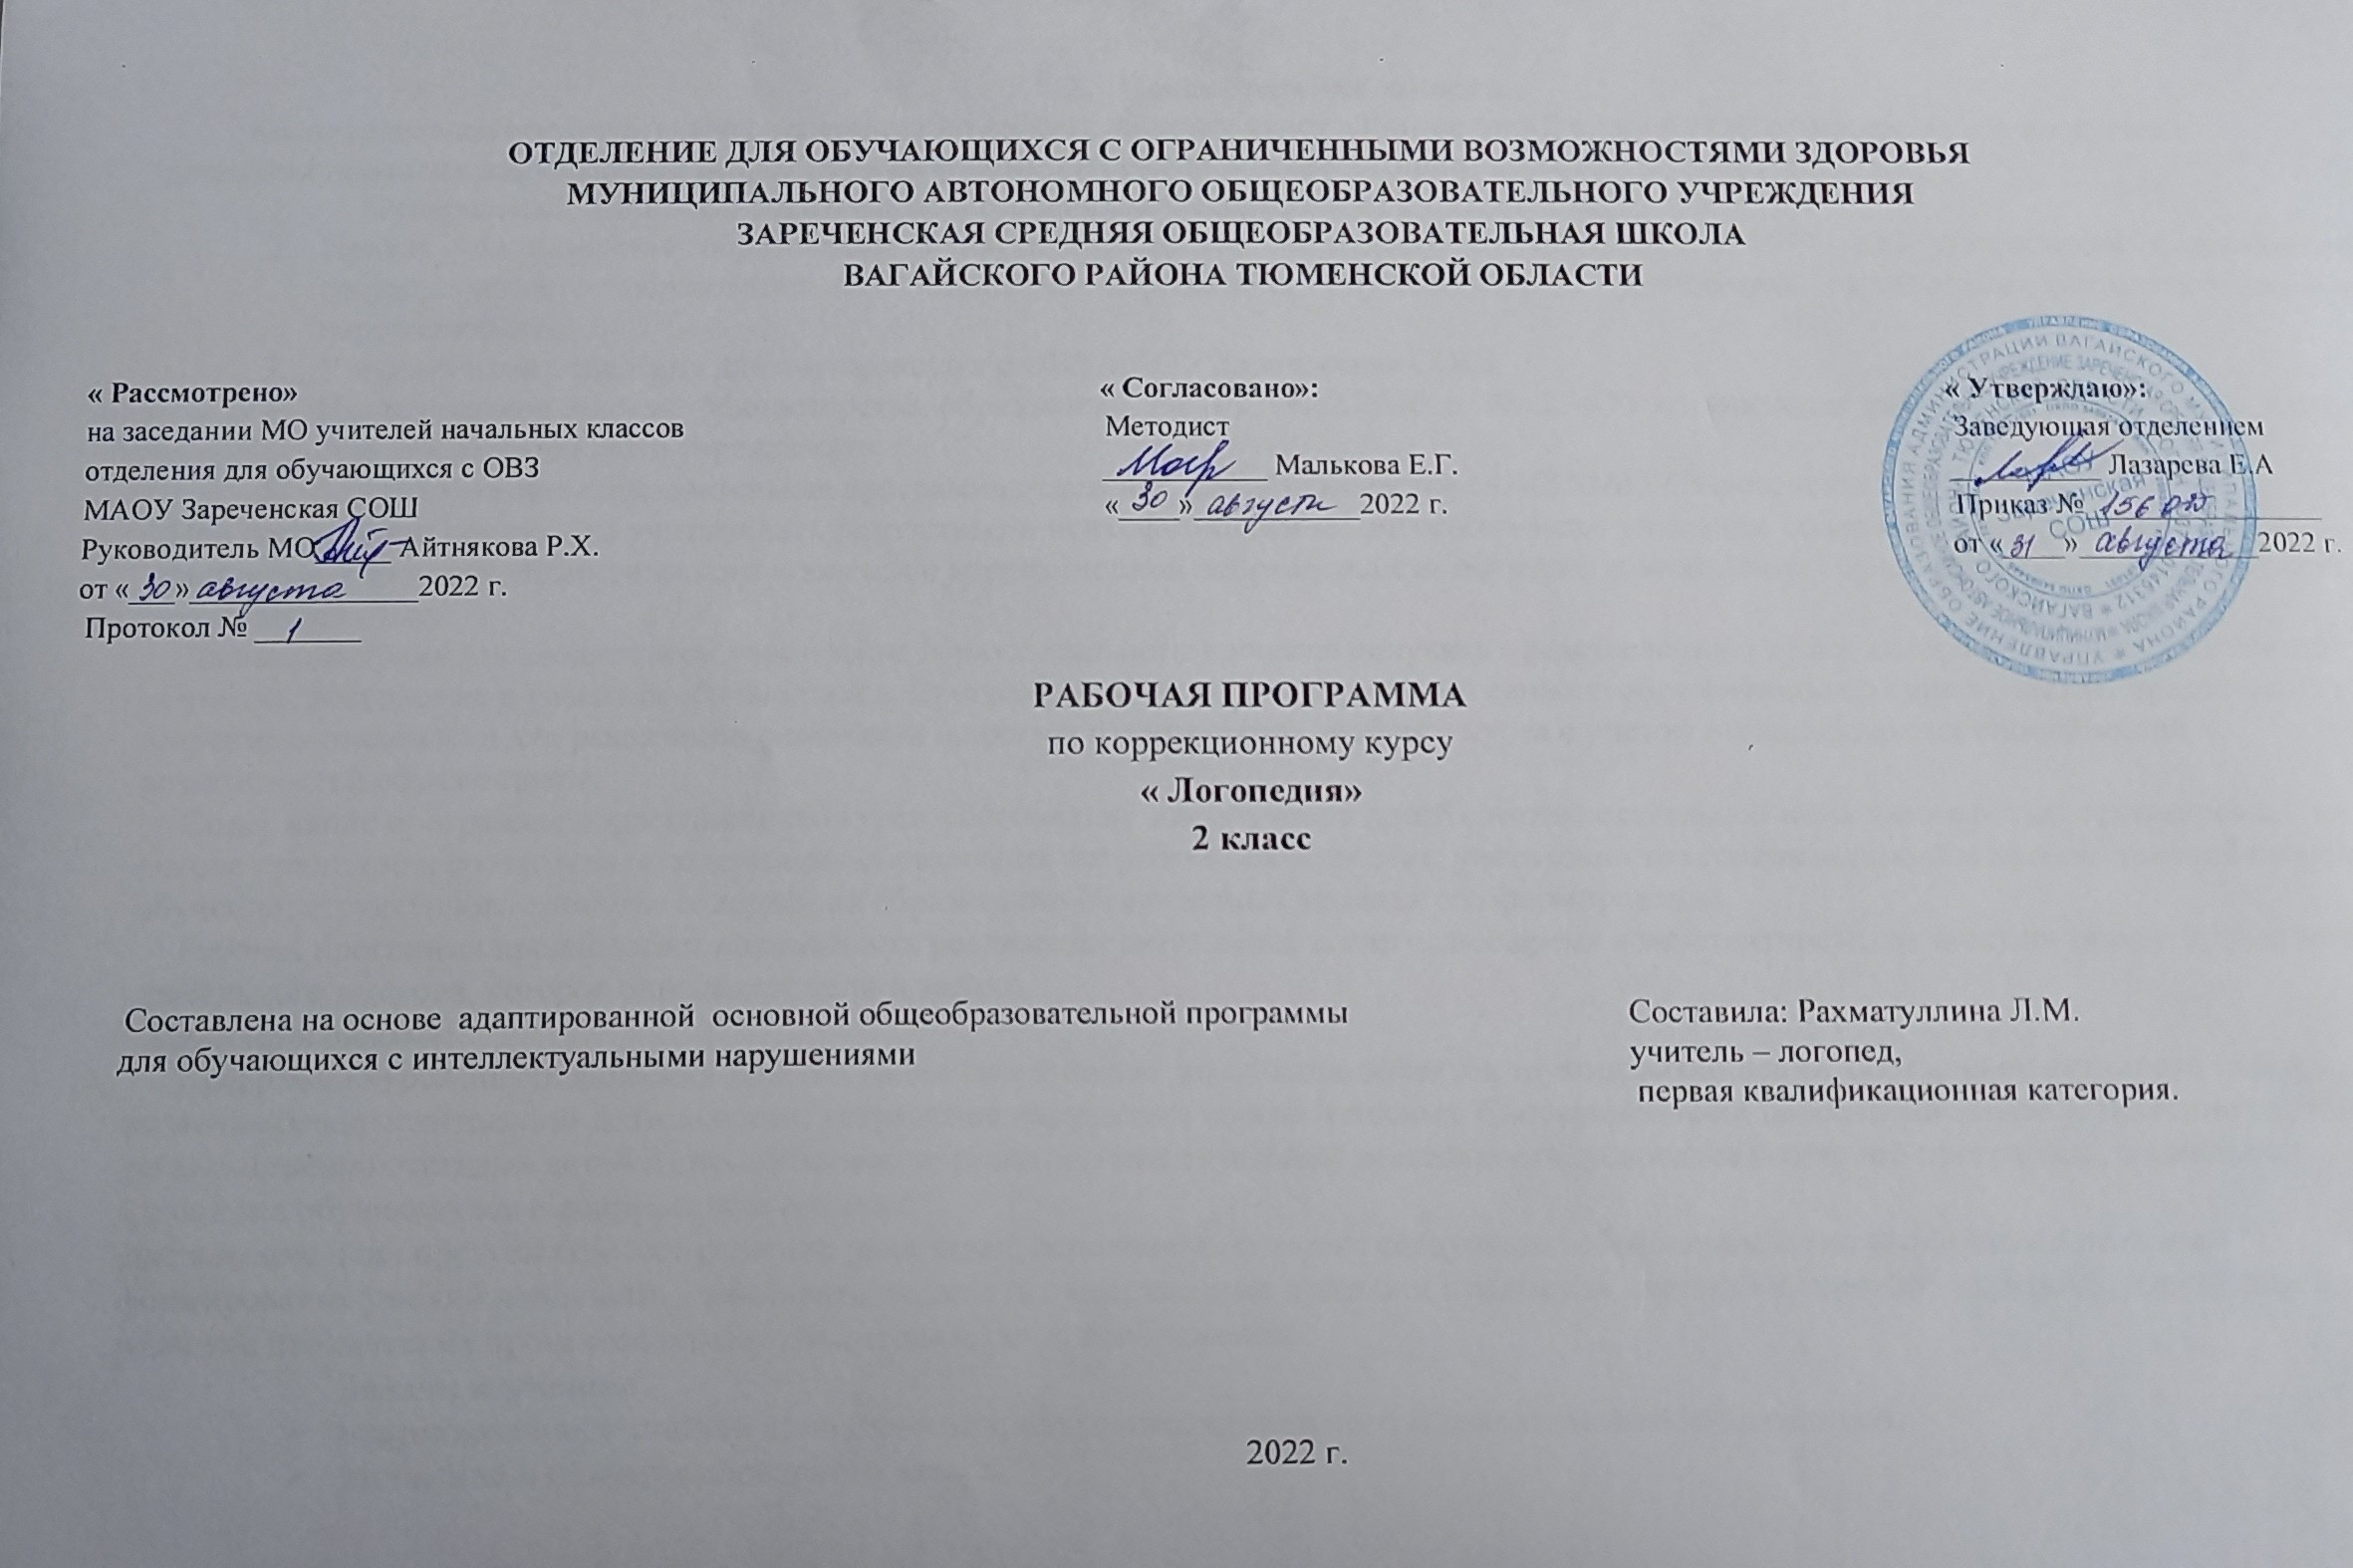 ОТДЕЛЕНИЕ ДЛЯ ОБУЧАЮЩИХСЯ С ОГРАНИЧЕННЫМИ ВОЗМОЖНОСТЯМИ ЗДОРОВЬЯ
МУНИЦИПАЛЬНОГО АВТОНОМНОГО ОБЩЕОБРАЗОВАТЕЛЬНОГО УЧРЕЖДЕНИЯ
ЗАРЕЧЕНСКАЯ СРЕДНЯЯ ОБЩЕОБРАЗОВАТЕЛЬНАЯ ШКОЛА
ВАГАЙСКОГО РАЙОНА ТЮМЕНСКОЙ ОБЛАСТИ
« Рассмотрено»
на заседании МО учителей начальных классов
отделения для обучающихся с ОВЗ
МАОУ Зареченская СОШ
Руководитель МО Айтнякова Р.Х.
от «30» августа 2022 г.
Протокол № 1
« Согласовано»:
Методист
Малькова Е.Г.
«30» августа 2022 г.
« Утверждаю»:
Заведующая отделением
Лазарева Е.А
Приказ № 156 од
от «31» августа 2022 г.
Зареченская
СОШ
РАБОЧАЯ ПРОГРАММА
по коррекционному курсу
« Логопедия»
2 класс
Составлена на основе адаптированной основной общеобразовательной программы
для обучающихся с интеллектуальными нарушениями
Составила: Рахматуллина Л.М.
учитель – логопед,
первая квалификационная категория.
2022 г.